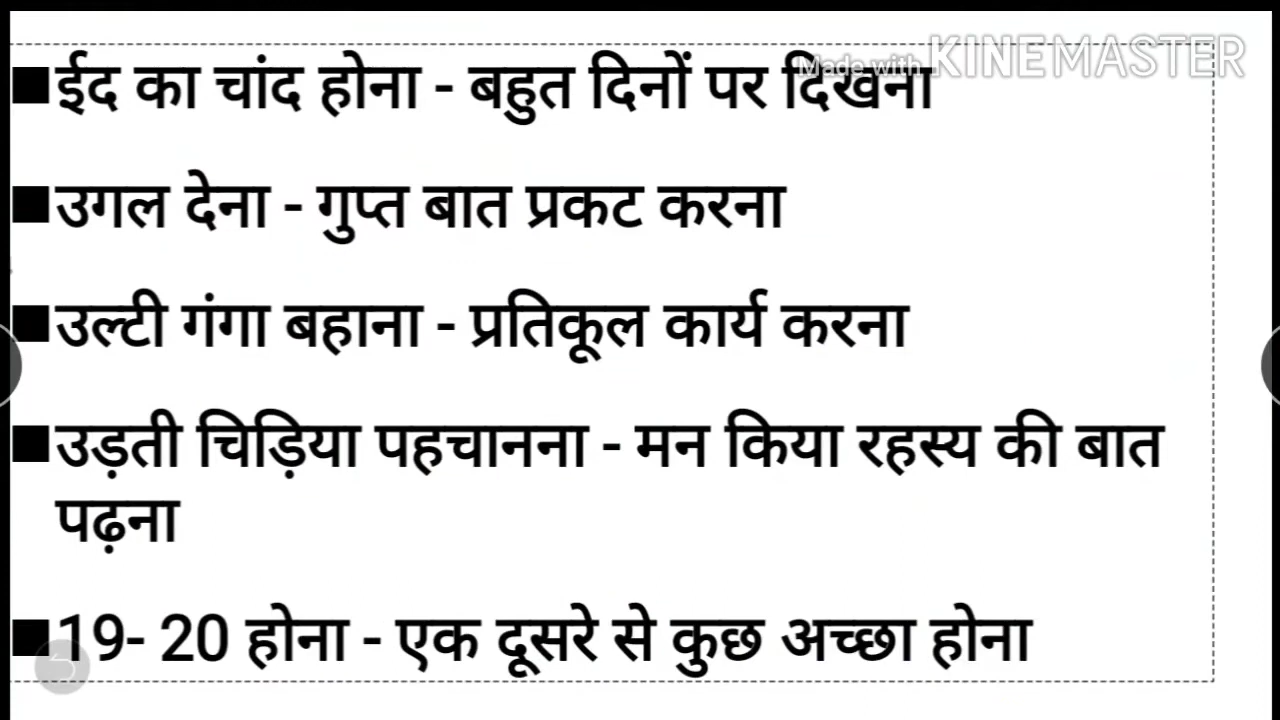 Made with KINEMASTER
■ईद का चांद होना - बहुत दिनों पर दिखना
■उगल देना - गुप्त बात प्रकट करना
■उल्टी गंगा बहाना - प्रतिकूल कार्य करना
■उड़ती चिड़िया पहचानना - मन किया रहस्य की बात
पढ़ना
■19- 20 होना - एक दूसरे से कुछ अच्छा होना